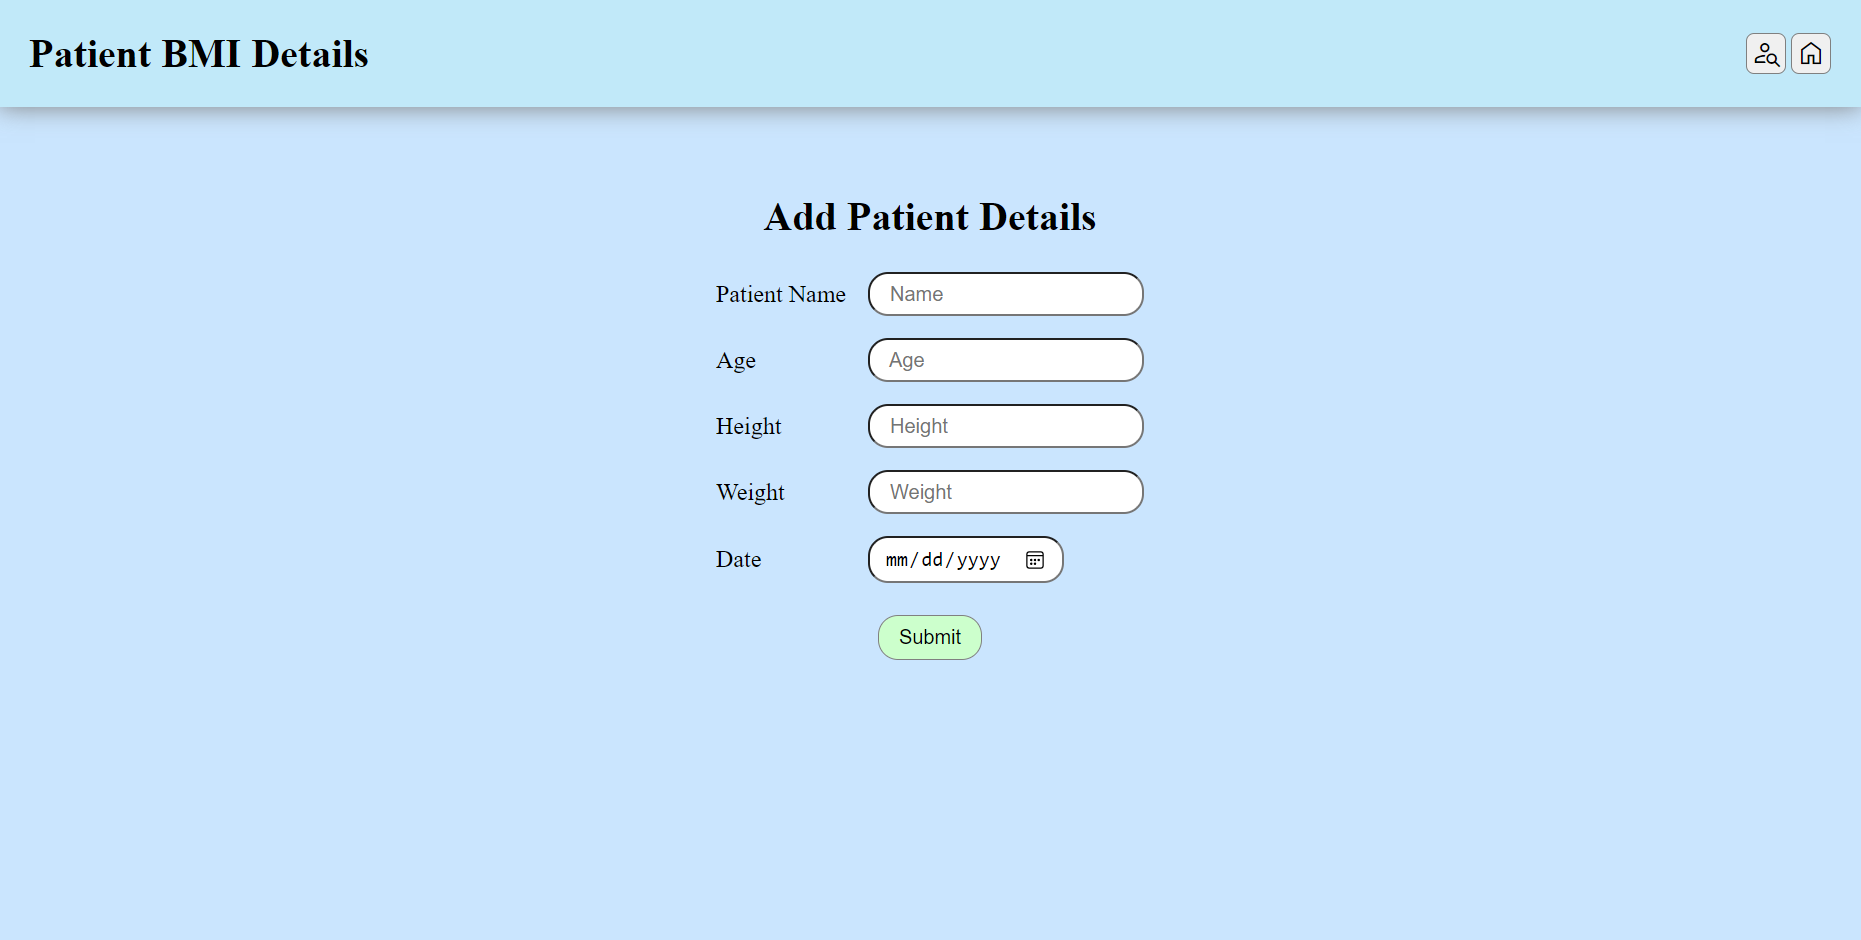 Patient BMI Details
Add Patient Details
Patient Name Name
Age Age
Height Height
Weight Weight
Date mm/dd/yyyy
Submit